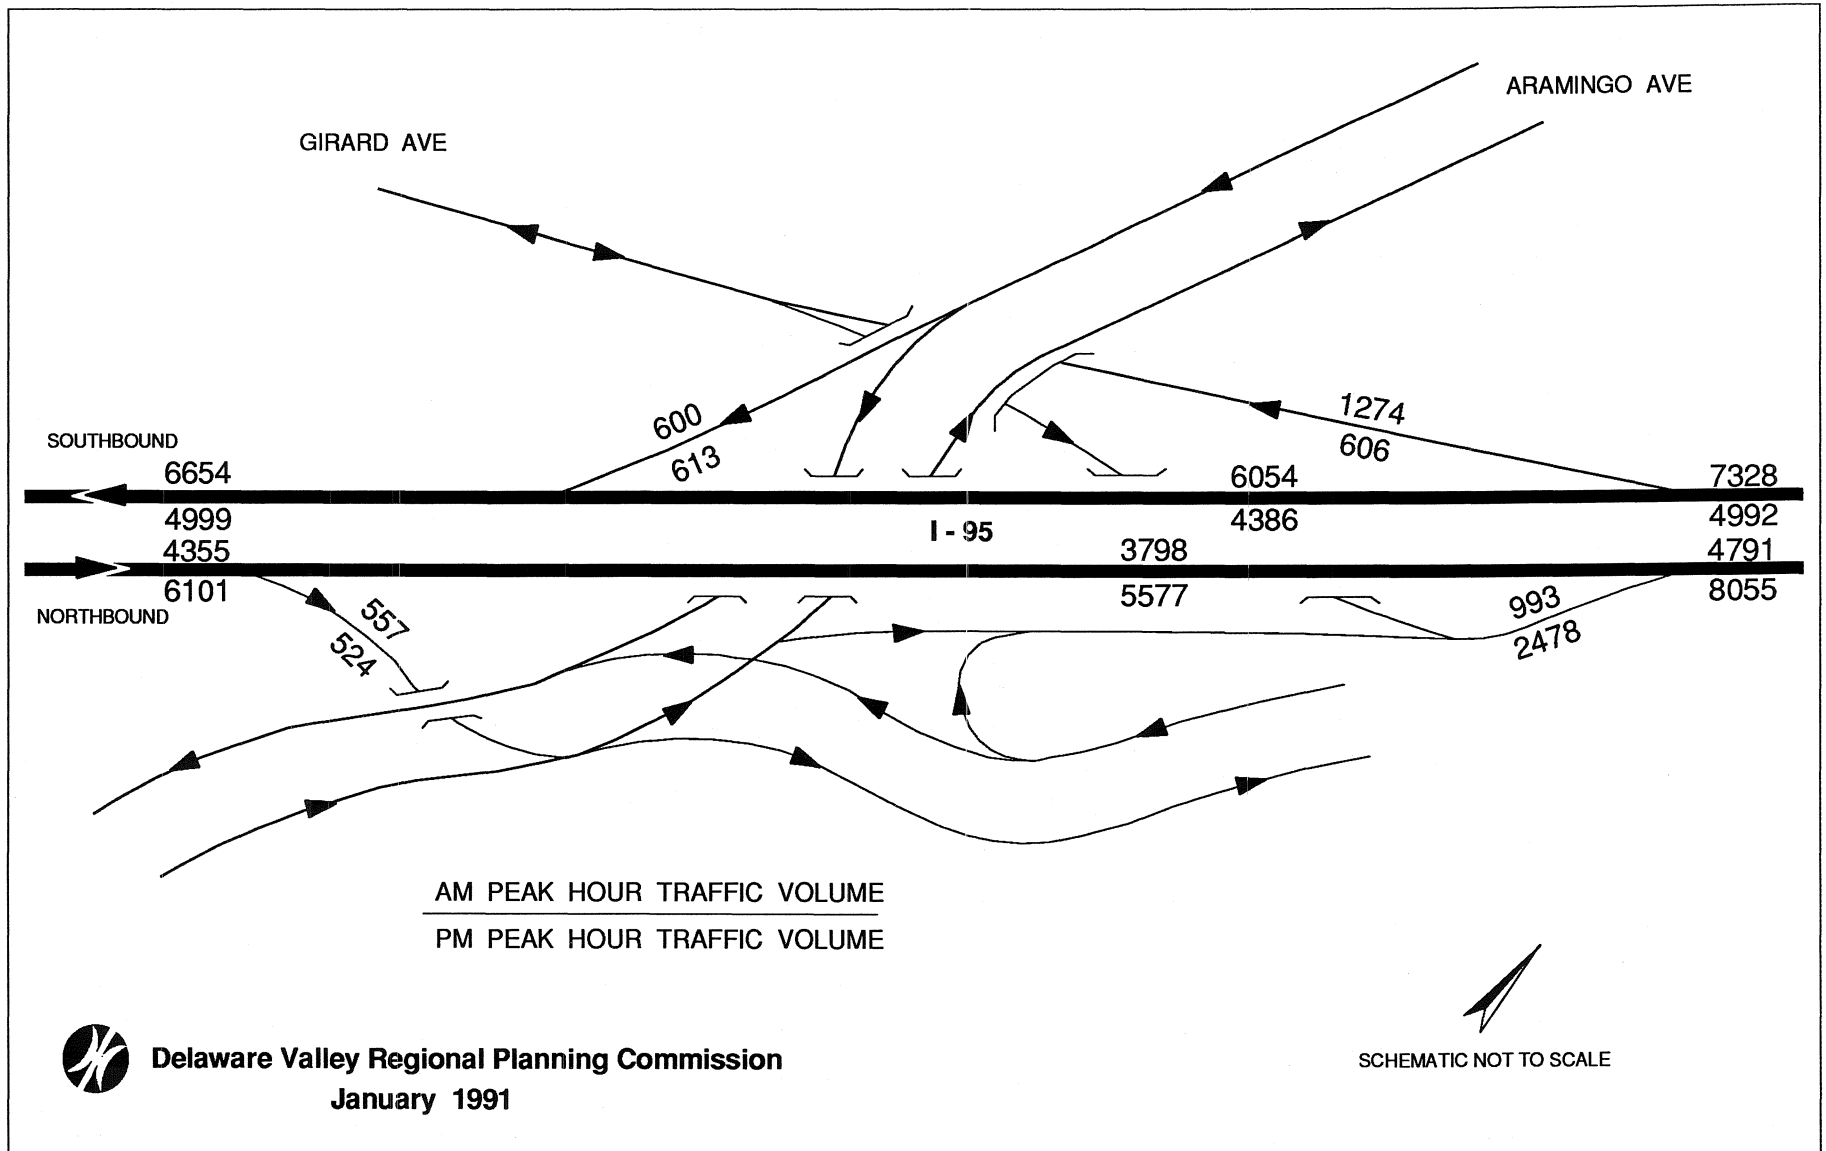 ARAMINGO AVE
GIRARD AVE
600
613
1274
606
SOUTHBOUND
6654
6054
7328
4999
I - 95
4386
4992
4355
3798
4791
6101
5577
8055
NORTHBOUND
557
524
993
2478
AM PEAK HOUR TRAFFIC VOLUME
PM PEAK HOUR TRAFFIC VOLUME
Delaware Valley Regional Planning Commission
January 1991
SCHEMATIC NOT TO SCALE